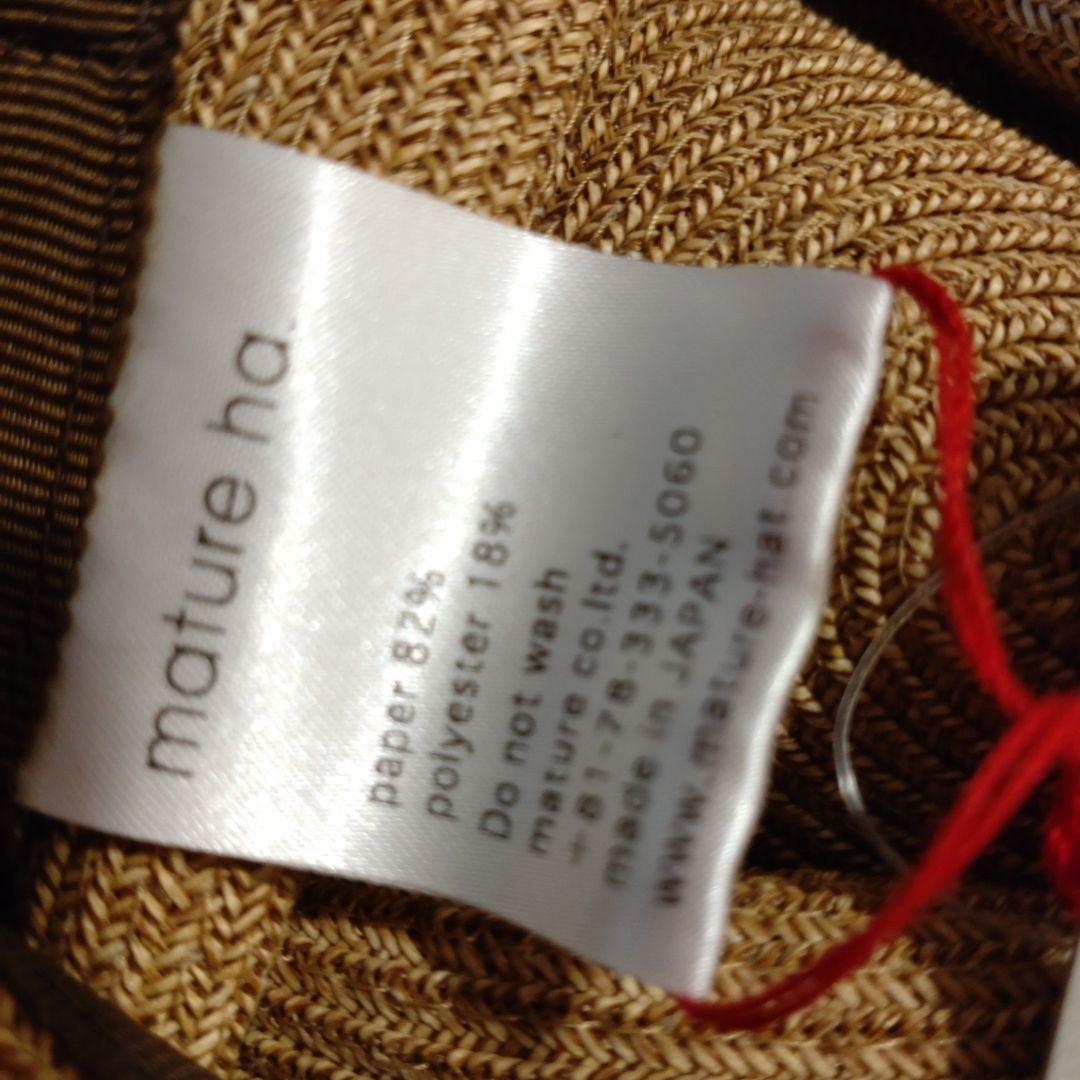 mature ha.
paper 82%
polyester 18%
Do not wash
mature co.ltd.
+81-78-333-5060
made in JAPAN
www.mature-hat.com